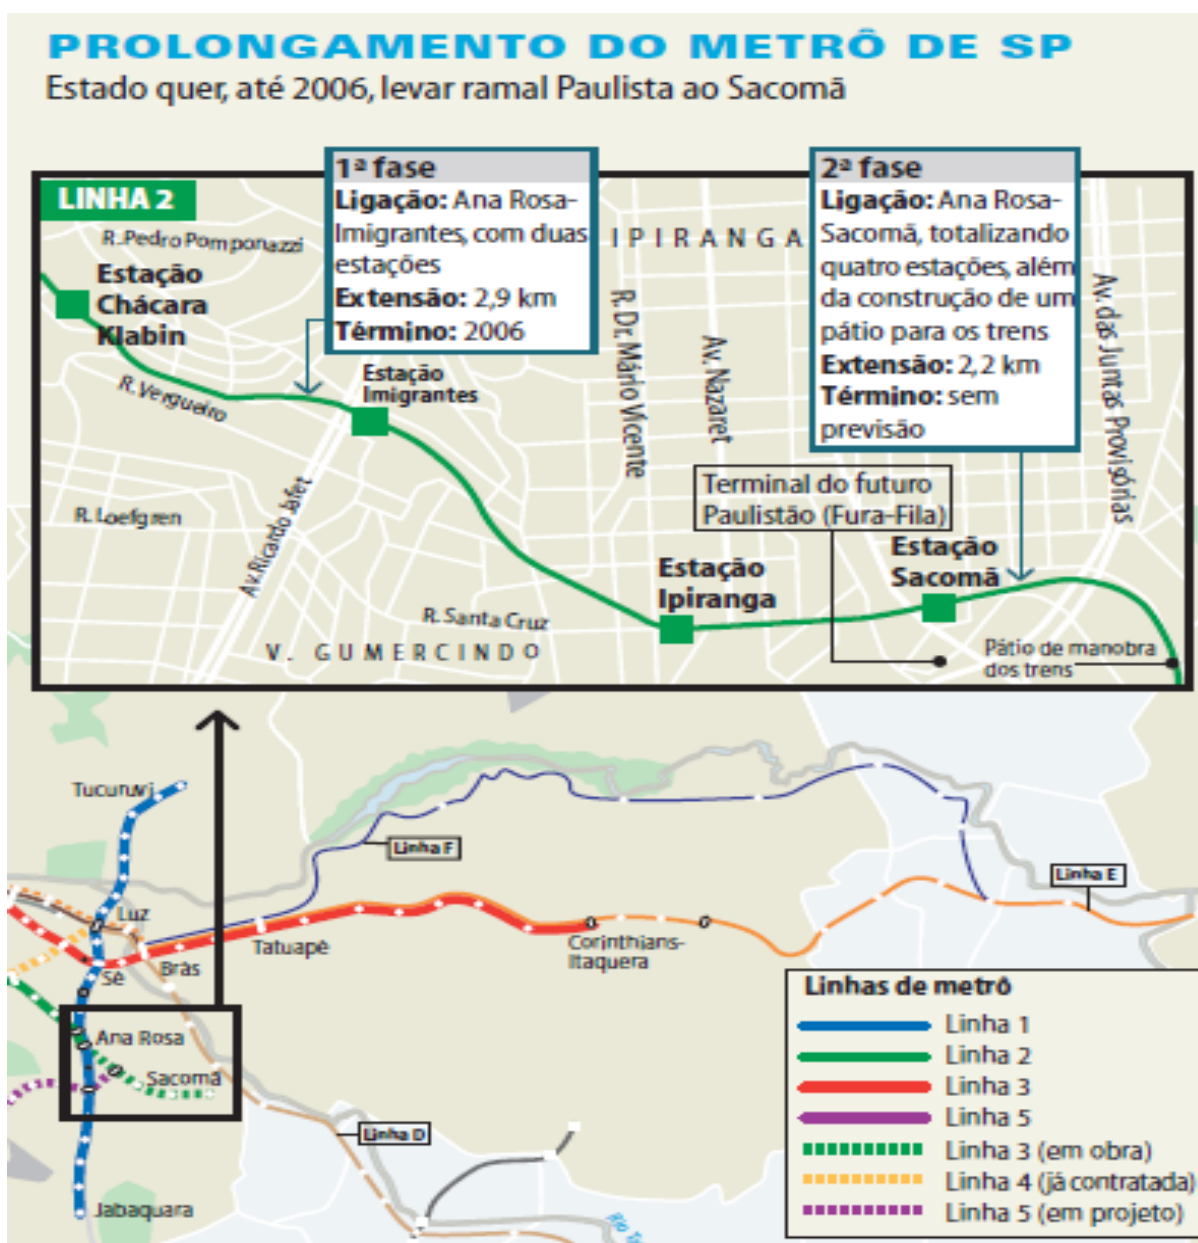 PROLONGAMENTO DO METRÔ DE SP
Estado quer, até 2006, levar ramal Paulista ao Sacomã
LINHA 2
1ª fase
Ligação: Ana Rosa-
Imigrantes, com duas
estações
Extensão: 2,9 km
Término: 2006
2ª fase
Ligação: Ana Rosa-
Sacomã, totalizando
quatro estações, além
da construção de um
pátio para os trens
Extensão: 2,2 km
Término: sem
previsão
R. Pedro Pomponazzi
IPIRANGA
Estação
Chácara
Klabin
R. Vergueiro
Estação
Imigrantes
R. Dr. Mário Vicente
Av. Nazaret
Av. das Juntas Provisórias
R. Loefgren
Av. Ricardo Jafet
Terminal do futuro
Paulistão (Fura-Fila)
Estação
Sacomã
Estação
Ipiranga
R. Santa Cruz
V. GUMERCINDO
Pátio de manobra
dos trens
Tucuruvi
Linha F
Linha E
Luz
Tatuapé
Corinthians-
Itaquera
Brás
Sé
Ana Rosa
Sacomã
Linha D
Jabaquara
Rio
Linhas de metrô
Linha 1
Linha 2
Linha 3
Linha 5
Linha 3 (em obra)
Linha 4 (já contratada)
Linha 5 (em projeto)